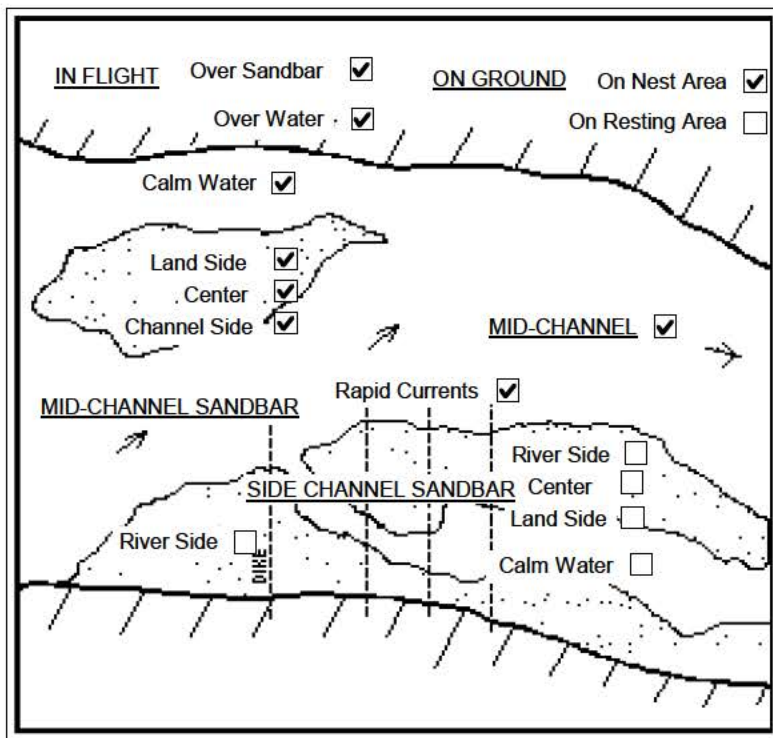 IN FLIGHT Over Sandbar ON GROUND On Nest Area
Over Water On Resting Area
Calm Water
Land Side
Center
Channel Side
MID-CHANNEL
Rapid Currents
MID-CHANNEL SANDBAR
River Side
SIDE CHANNEL SANDBAR Center
Land Side
River Side
DIKE
Calm Water